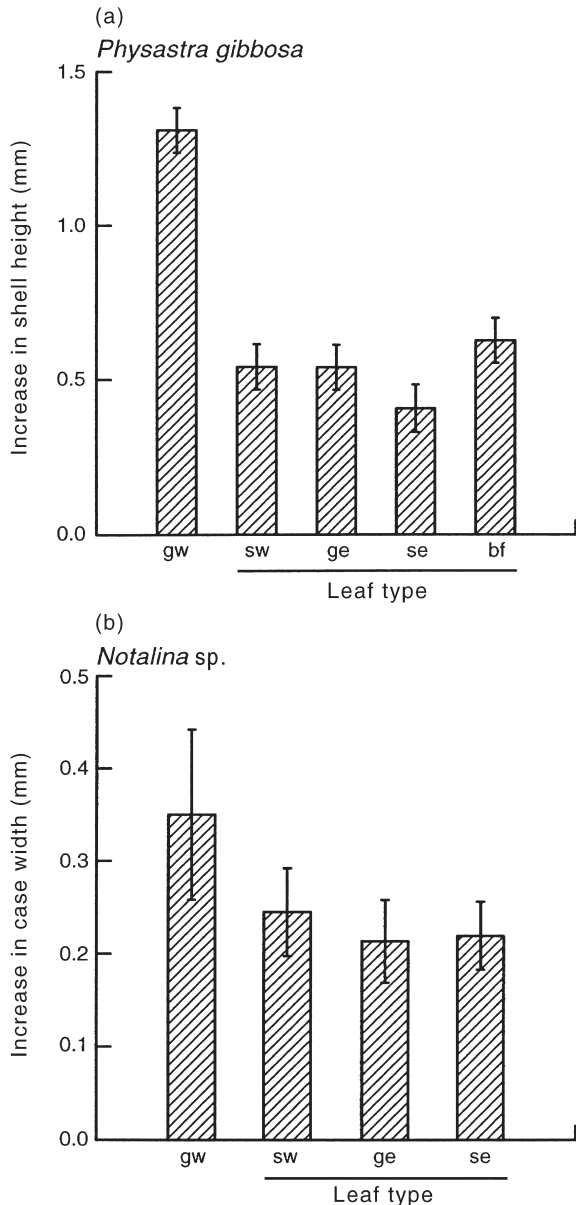 (a)
Physastra gibbosa
Increase in shell height (mm)
1.5
1.0
0.5
0.0
gw sw ge se bf
Leaf type
(b)
Notalina sp.
Increase in case width (mm)
0.5
0.4
0.3
0.2
0.1
0.0
gw sw ge se
Leaf type